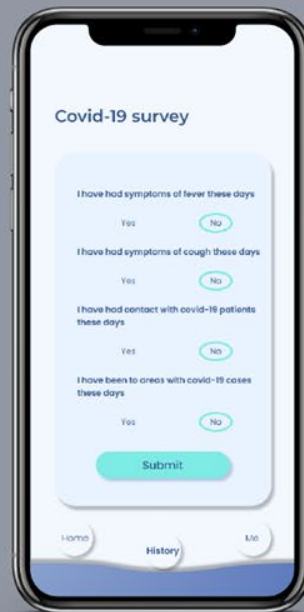 Covid-19 survey
I have had symptoms of fever these days
Yes No
I have had symptoms of cough these days
Yes No
I have had contact with covid-19 patients
these days
Yes No
I have been to areas with covid-19 cases
these days
Yes No
Submit
Home
Me
History